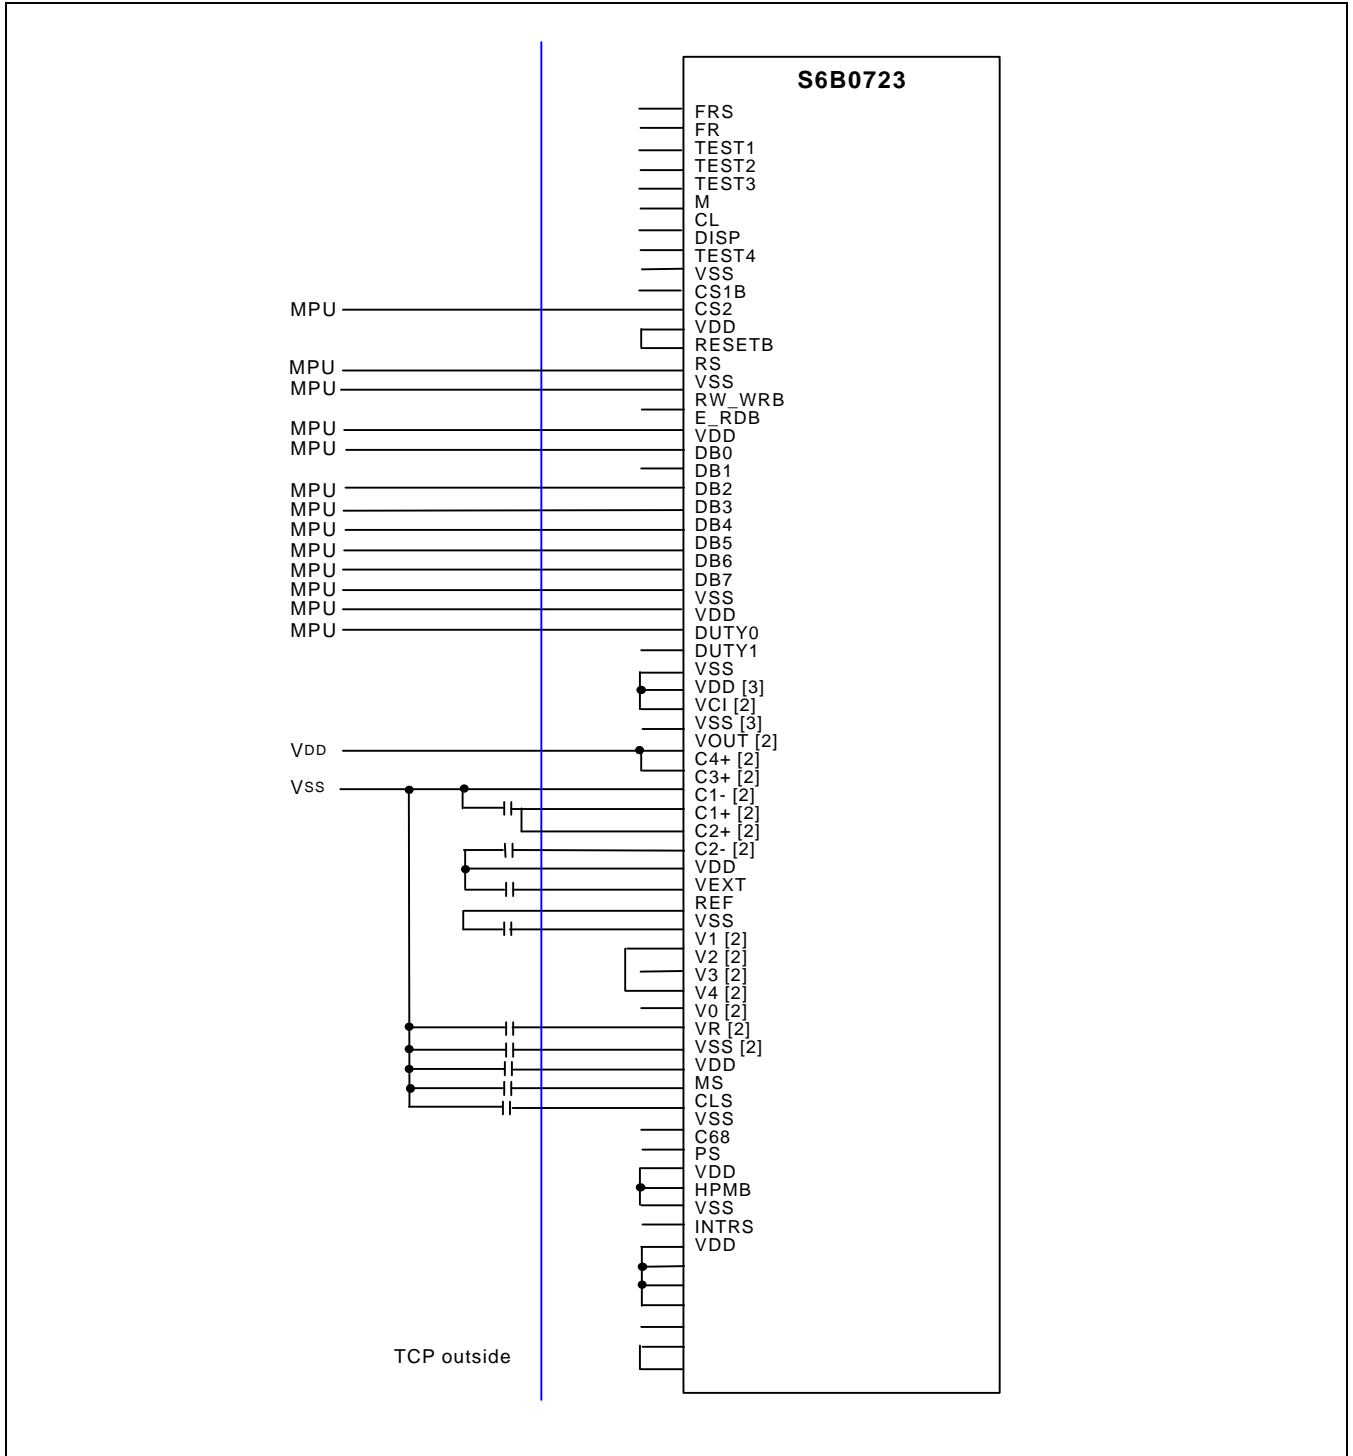 S6B0723
FRS
FR
TEST1
TEST2
TEST3
M
CL
DISP
TEST4
VSS
CS1B
MPU
CS2
VDD
RESETB
MPU
RS
MPU
VSS
RW_WRB
E_RDB
MPU
VDD
MPU
DB0
DB1
MPU
DB2
MPU
DB3
MPU
DB4
MPU
DB5
MPU
DB6
MPU
DB7
MPU
VSS
VDD
MPU
DUTY0
DUTY1
VSS
VDD [3]
VCI [2]
VSS [3]
VOUT [2]
VDD
C4+ [2]
C3+ [2]
VSS
C1- [2]
C1+ [2]
C2+ [2]
C2- [2]
VDD
VEXT
REF
VSS
V1 [2]
V2 [2]
V3 [2]
V4 [2]
V0 [2]
VR [2]
VSS [2]
VDD
MS
CLS
VSS
C68
PS
VDD
HPMB
VSS
INTRS
VDD
TCP outside